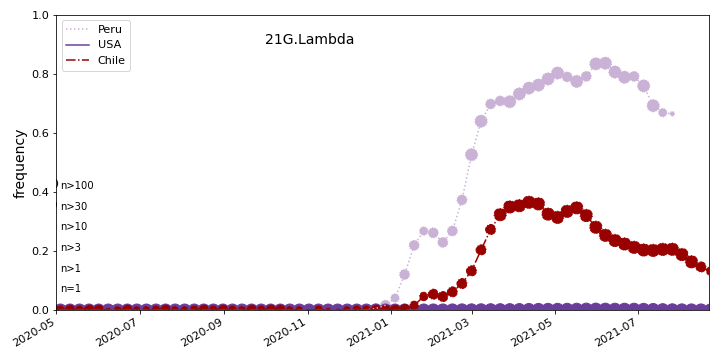 21G.Lambda
Peru
USA
Chile
frequency
1.0
0.8
0.6
0.4
0.2
0.0
n>100
n>30
n>10
n>3
n>1
n=1
2020-05
2020-07
2020-09
2020-11
2021-01
2021-03
2021-05
2021-07